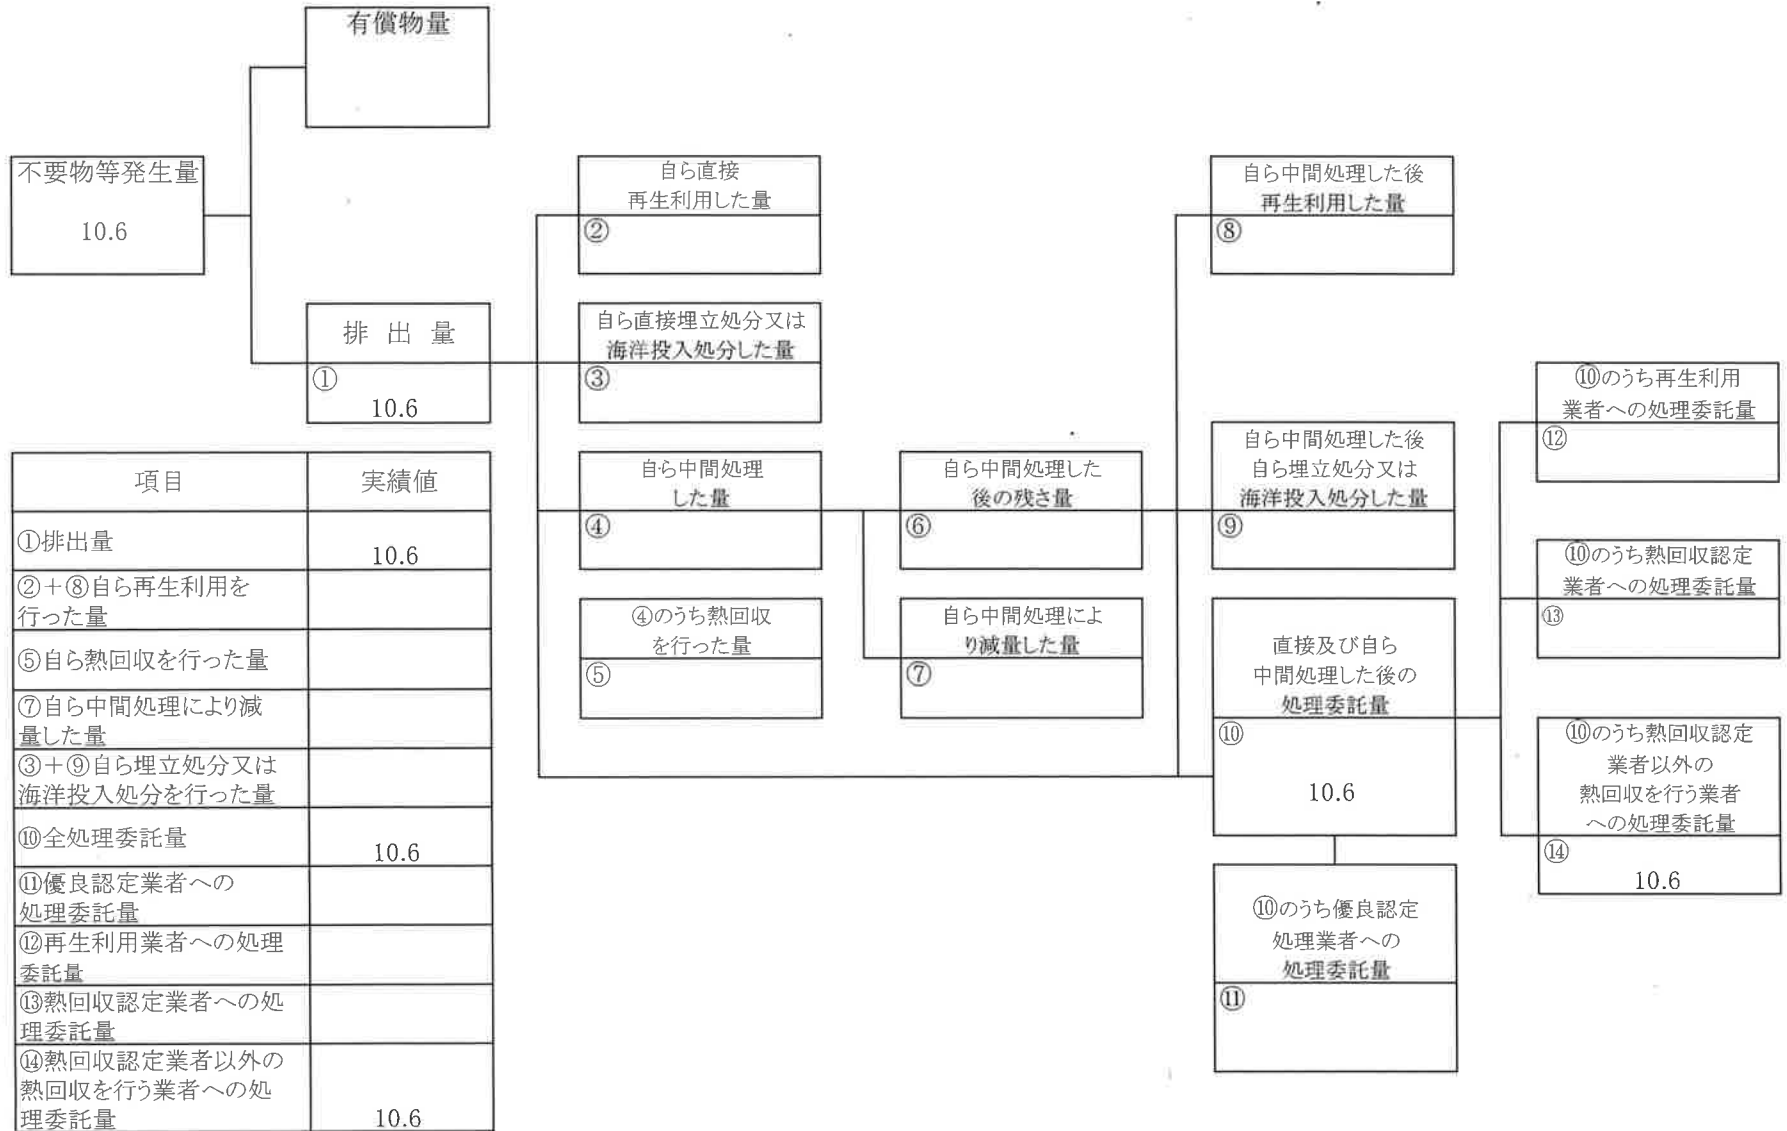 有償物量
不要物等発生量
10.6
排 出 量
①
10.6
自ら直接
再生利用した量
②
自ら直接埋立処分又は
海洋投入処分した量
③
自ら中間処理
した量
④
④のうち熱回収
を行った量
⑤
自ら中間処理した
後の残さ量
⑥
自ら中間処理によ
り減量した量
⑦
自ら中間処理した後
再生利用した量
⑧
自ら中間処理した後
自ら埋立処分又は
海洋投入処分した量
⑨
直接及び自ら
中間処理した後の
処理委託量
⑩
10.6
⑩のうち優良認定
処理業者への
処理委託量
⑪
⑩のうち再生利用
業者への処理委託量
⑫
⑩のうち熱回収認定
業者への処理委託量
⑬
⑩のうち熱回収認定
業者以外の
熱回収を行う業者
への処理委託量
⑭
10.6
項目 実績値
①排出量 10.6
②+⑧自ら再生利用を
行った量
⑤自ら熱回収を行った量
⑦自ら中間処理により減
量した量
③+⑨自ら埋立処分又は
海洋投入処分を行った量
⑩全処理委託量 10.6
⑪優良認定業者への
処理委託量
⑫再生利用業者への処理
委託量
⑬熱回収認定業者への処
理委託量
⑭熱回収認定業者以外の
熱回収を行う業者への処
理委託量 10.6